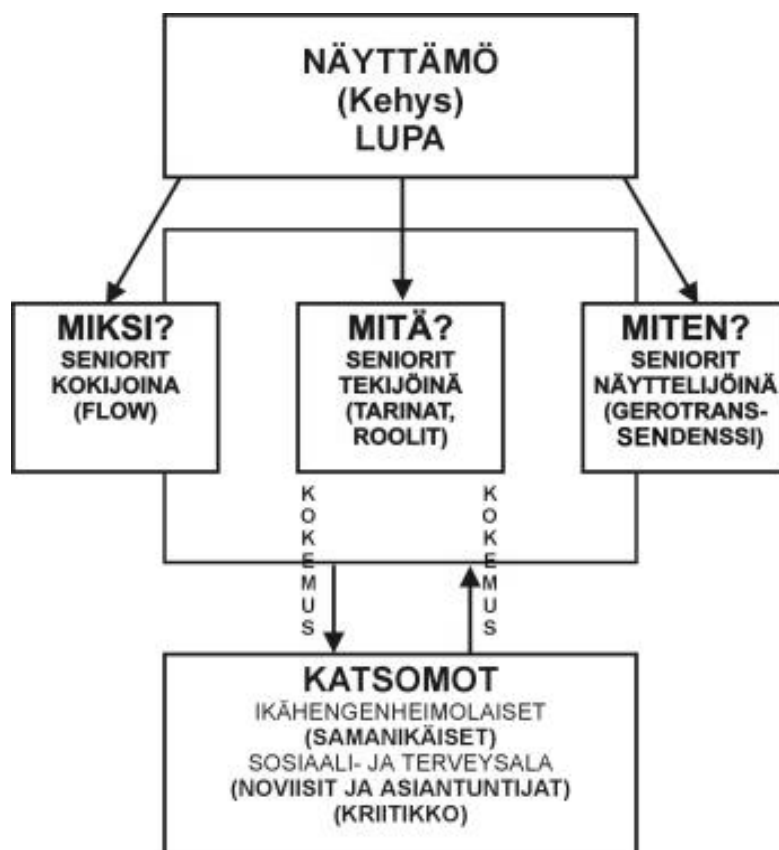 NÄYTTÄMÖ
(Kehys)
LUPA
MIKSI?
SENIORIT
KOKIJOINA
(FLOW)
MITÄ?
SENIORIT
TEKIJÖINÄ
(TARINAT,
ROOLIT)
MITEN?
SENIORIT
NÄYTTELIJÖINÄ
(GEROTRANS-
SENDENSSI)
KOKEMUS
KOKEMUS
KATSOMOT
IKÄHENGENHEIMOLAISET
(SAMANIKÄISET)
SOSIAALI- JA TERVEYSALA
(NOVIISIT JA ASIANTUNTIJAT)
(KRIITIKKO)